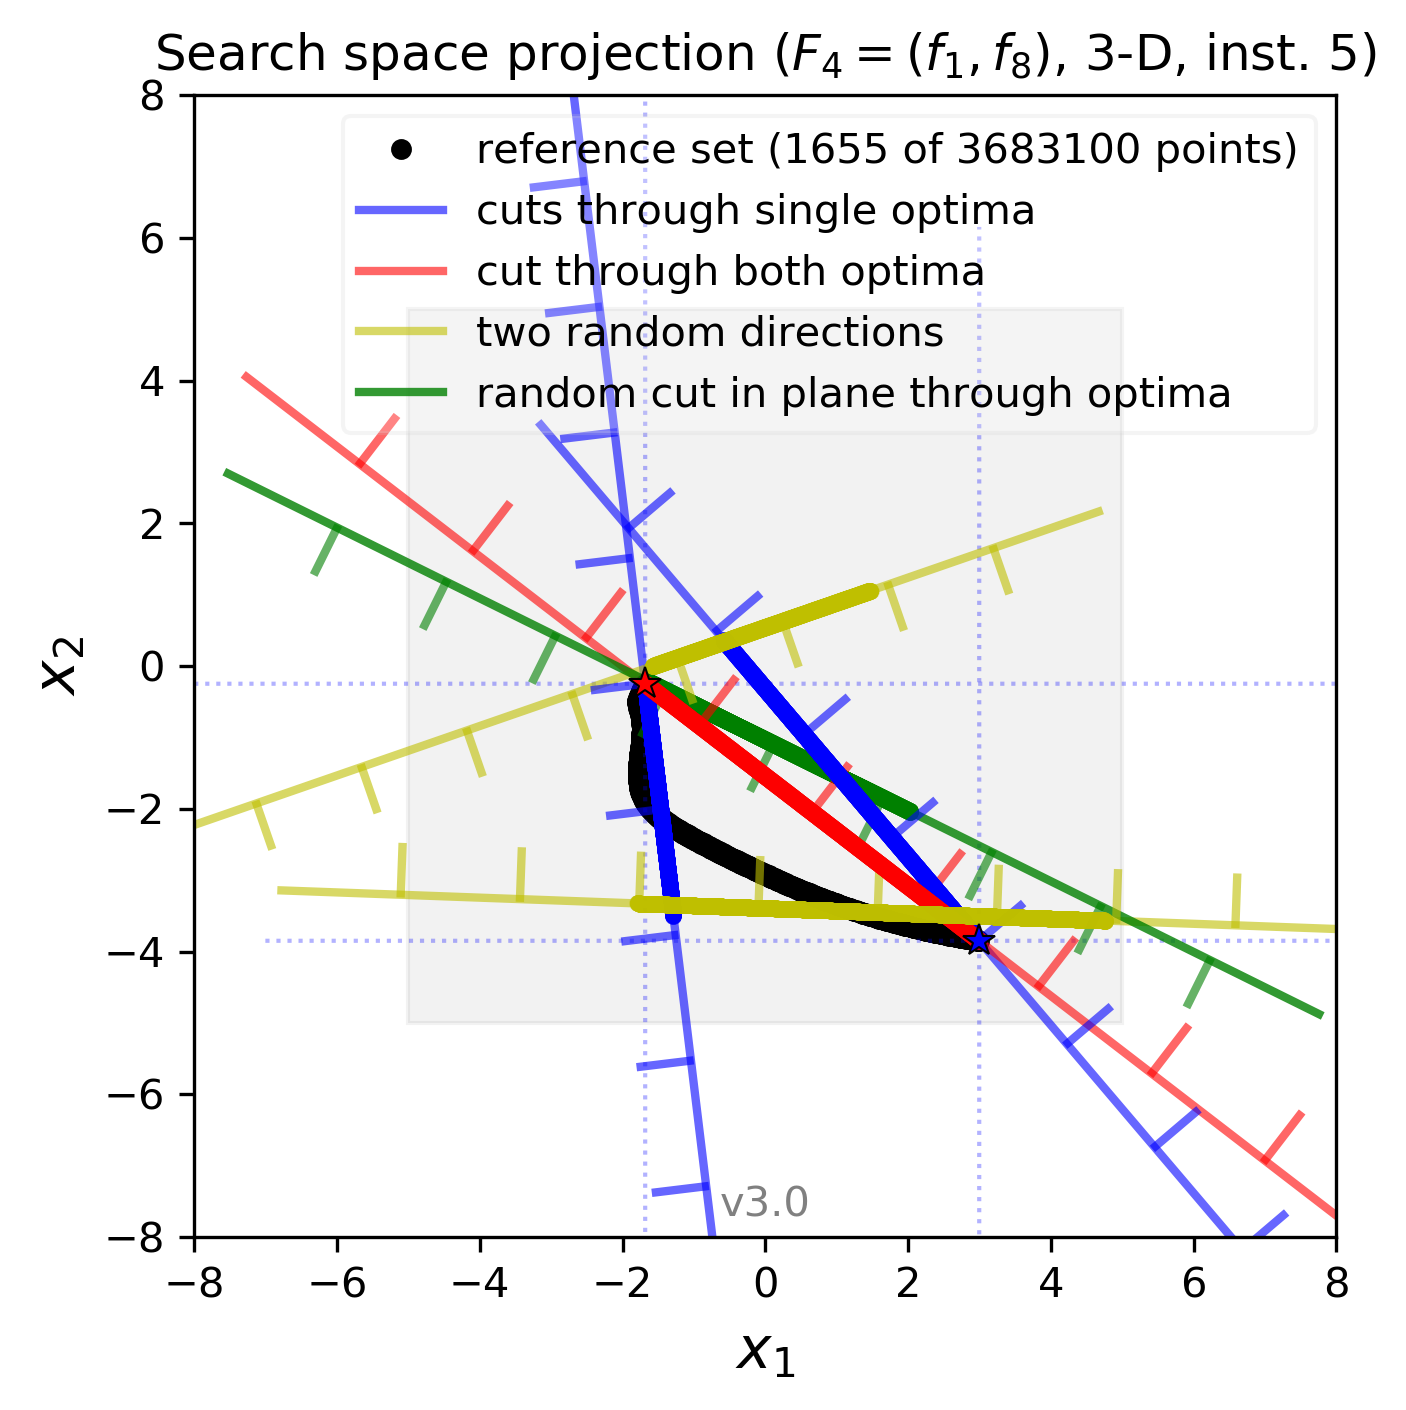 Search space projection (F₄ = (f₁, f₈), 3-D, inst. 5)
reference set (1655 of 3683100 points)
cuts through single optima
cut through both optima
two random directions
random cut in plane through optima
8
6
4
2
0
−2
−4
−6
−8
x₂
v3.0
−8 −6 −4 −2 0 2 4 6 8
x₁